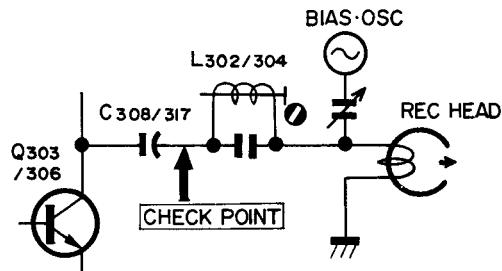 BIAS·OSC
L302/304
C308/317
REC HEAD
Q303
/306
CHECK POINT